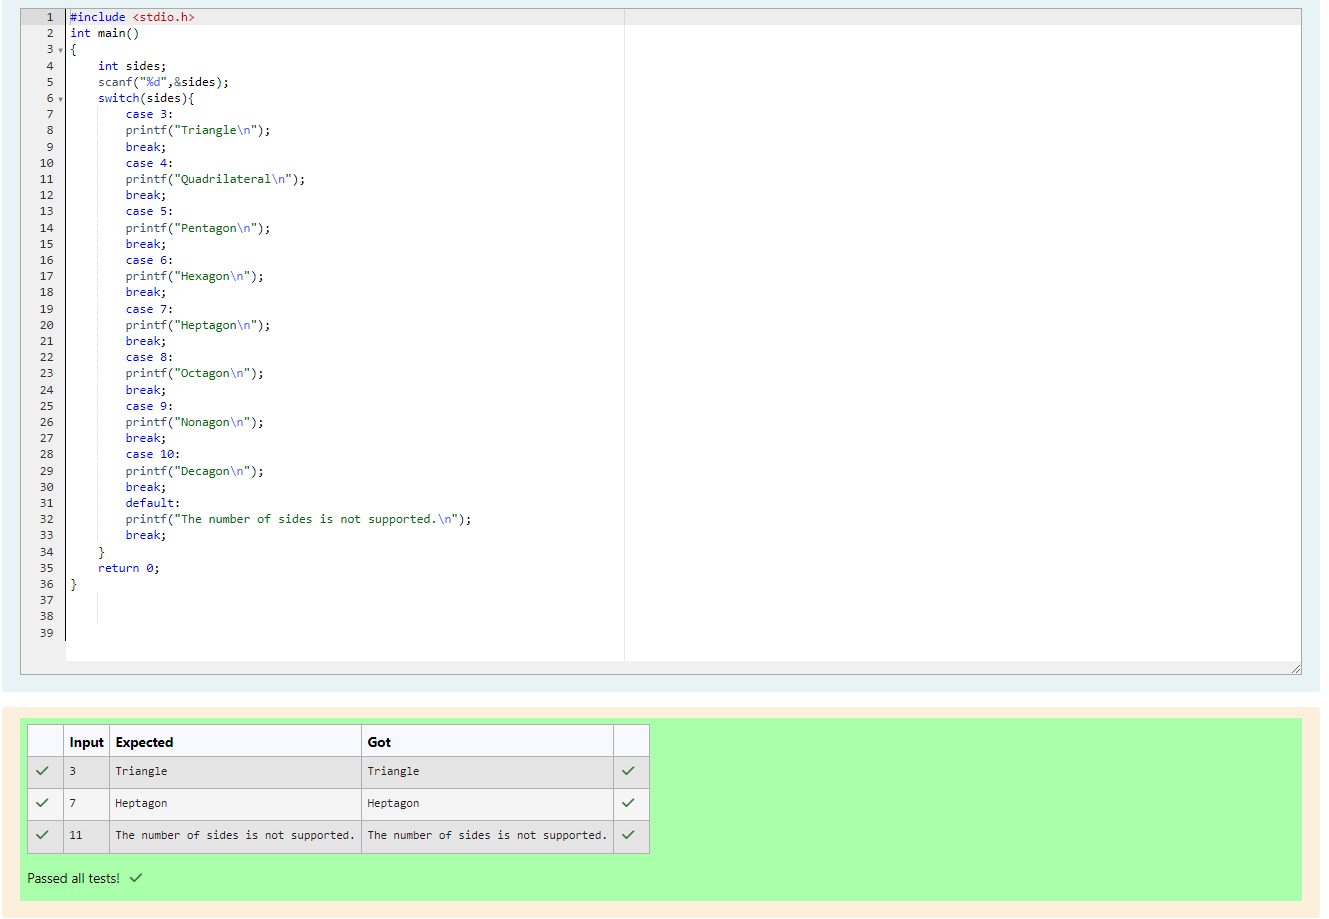 1 #include <stdio.h>
2 int main()
3 {
4     int sides;
5     scanf("%d",&sides);
6     switch(sides){
7         case 3:
8         printf("Triangle\n");
9         break;
10         case 4:
11         printf("Quadrilateral\n");
12         break;
13         case 5:
14         printf("Pentagon\n");
15         break;
16         case 6:
17         printf("Hexagon\n");
18         break;
19         case 7:
20         printf("Heptagon\n");
21         break;
22         case 8:
23         printf("Octagon\n");
24         break;
25         case 9:
26         printf("Nonagon\n");
27         break;
28         case 10:
29         printf("Decagon\n");
30         break;
31         default:
32         printf("The number of sides is not supported.\n");
33         break;
34     }
35     return 0;
36 }
37
38
39
Input Expected Got
3 Triangle Triangle
7 Heptagon Heptagon
11 The number of sides is not supported. The number of sides is not supported.
Passed all tests!